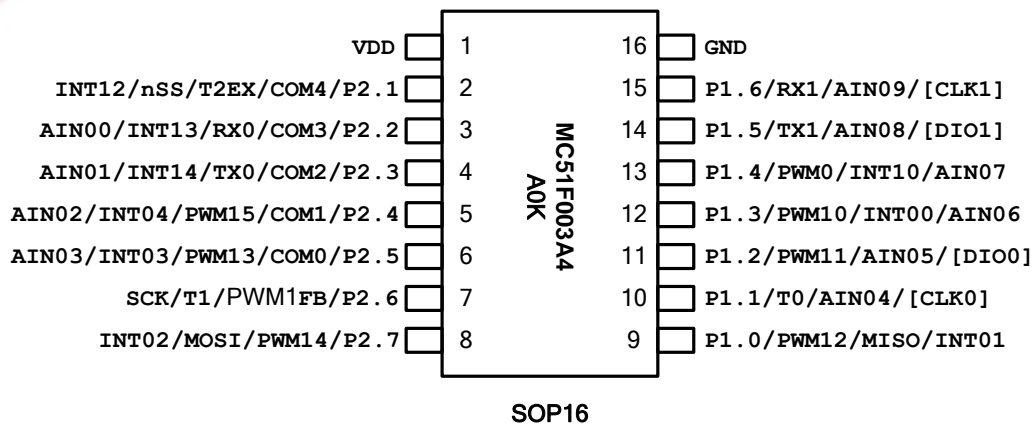 VDD 1 16 GND
INT12/nSS/T2EX/COM4/P2.1 2 15 P1.6/RX1/AIN09/[CLK1]
AIN00/INT13/RX0/COM3/P2.2 3 14 P1.5/TX1/AIN08/[DIO1]
AIN01/INT14/TX0/COM2/P2.3 4 13 P1.4/PWM0/INT10/AIN07
AIN02/INT04/PWM15/COM1/P2.4 5 12 P1.3/PWM10/INT00/AIN06
AIN03/INT03/PWM13/COM0/P2.5 6 11 P1.2/PWM11/AIN05/[DIO0]
SCK/T1/PWM1FB/P2.6 7 10 P1.1/T0/AIN04/[CLK0]
INT02/MOSI/PWM14/P2.7 8 9 P1.0/PWM12/MISO/INT01
MC51F003A4
A0K
SOP16